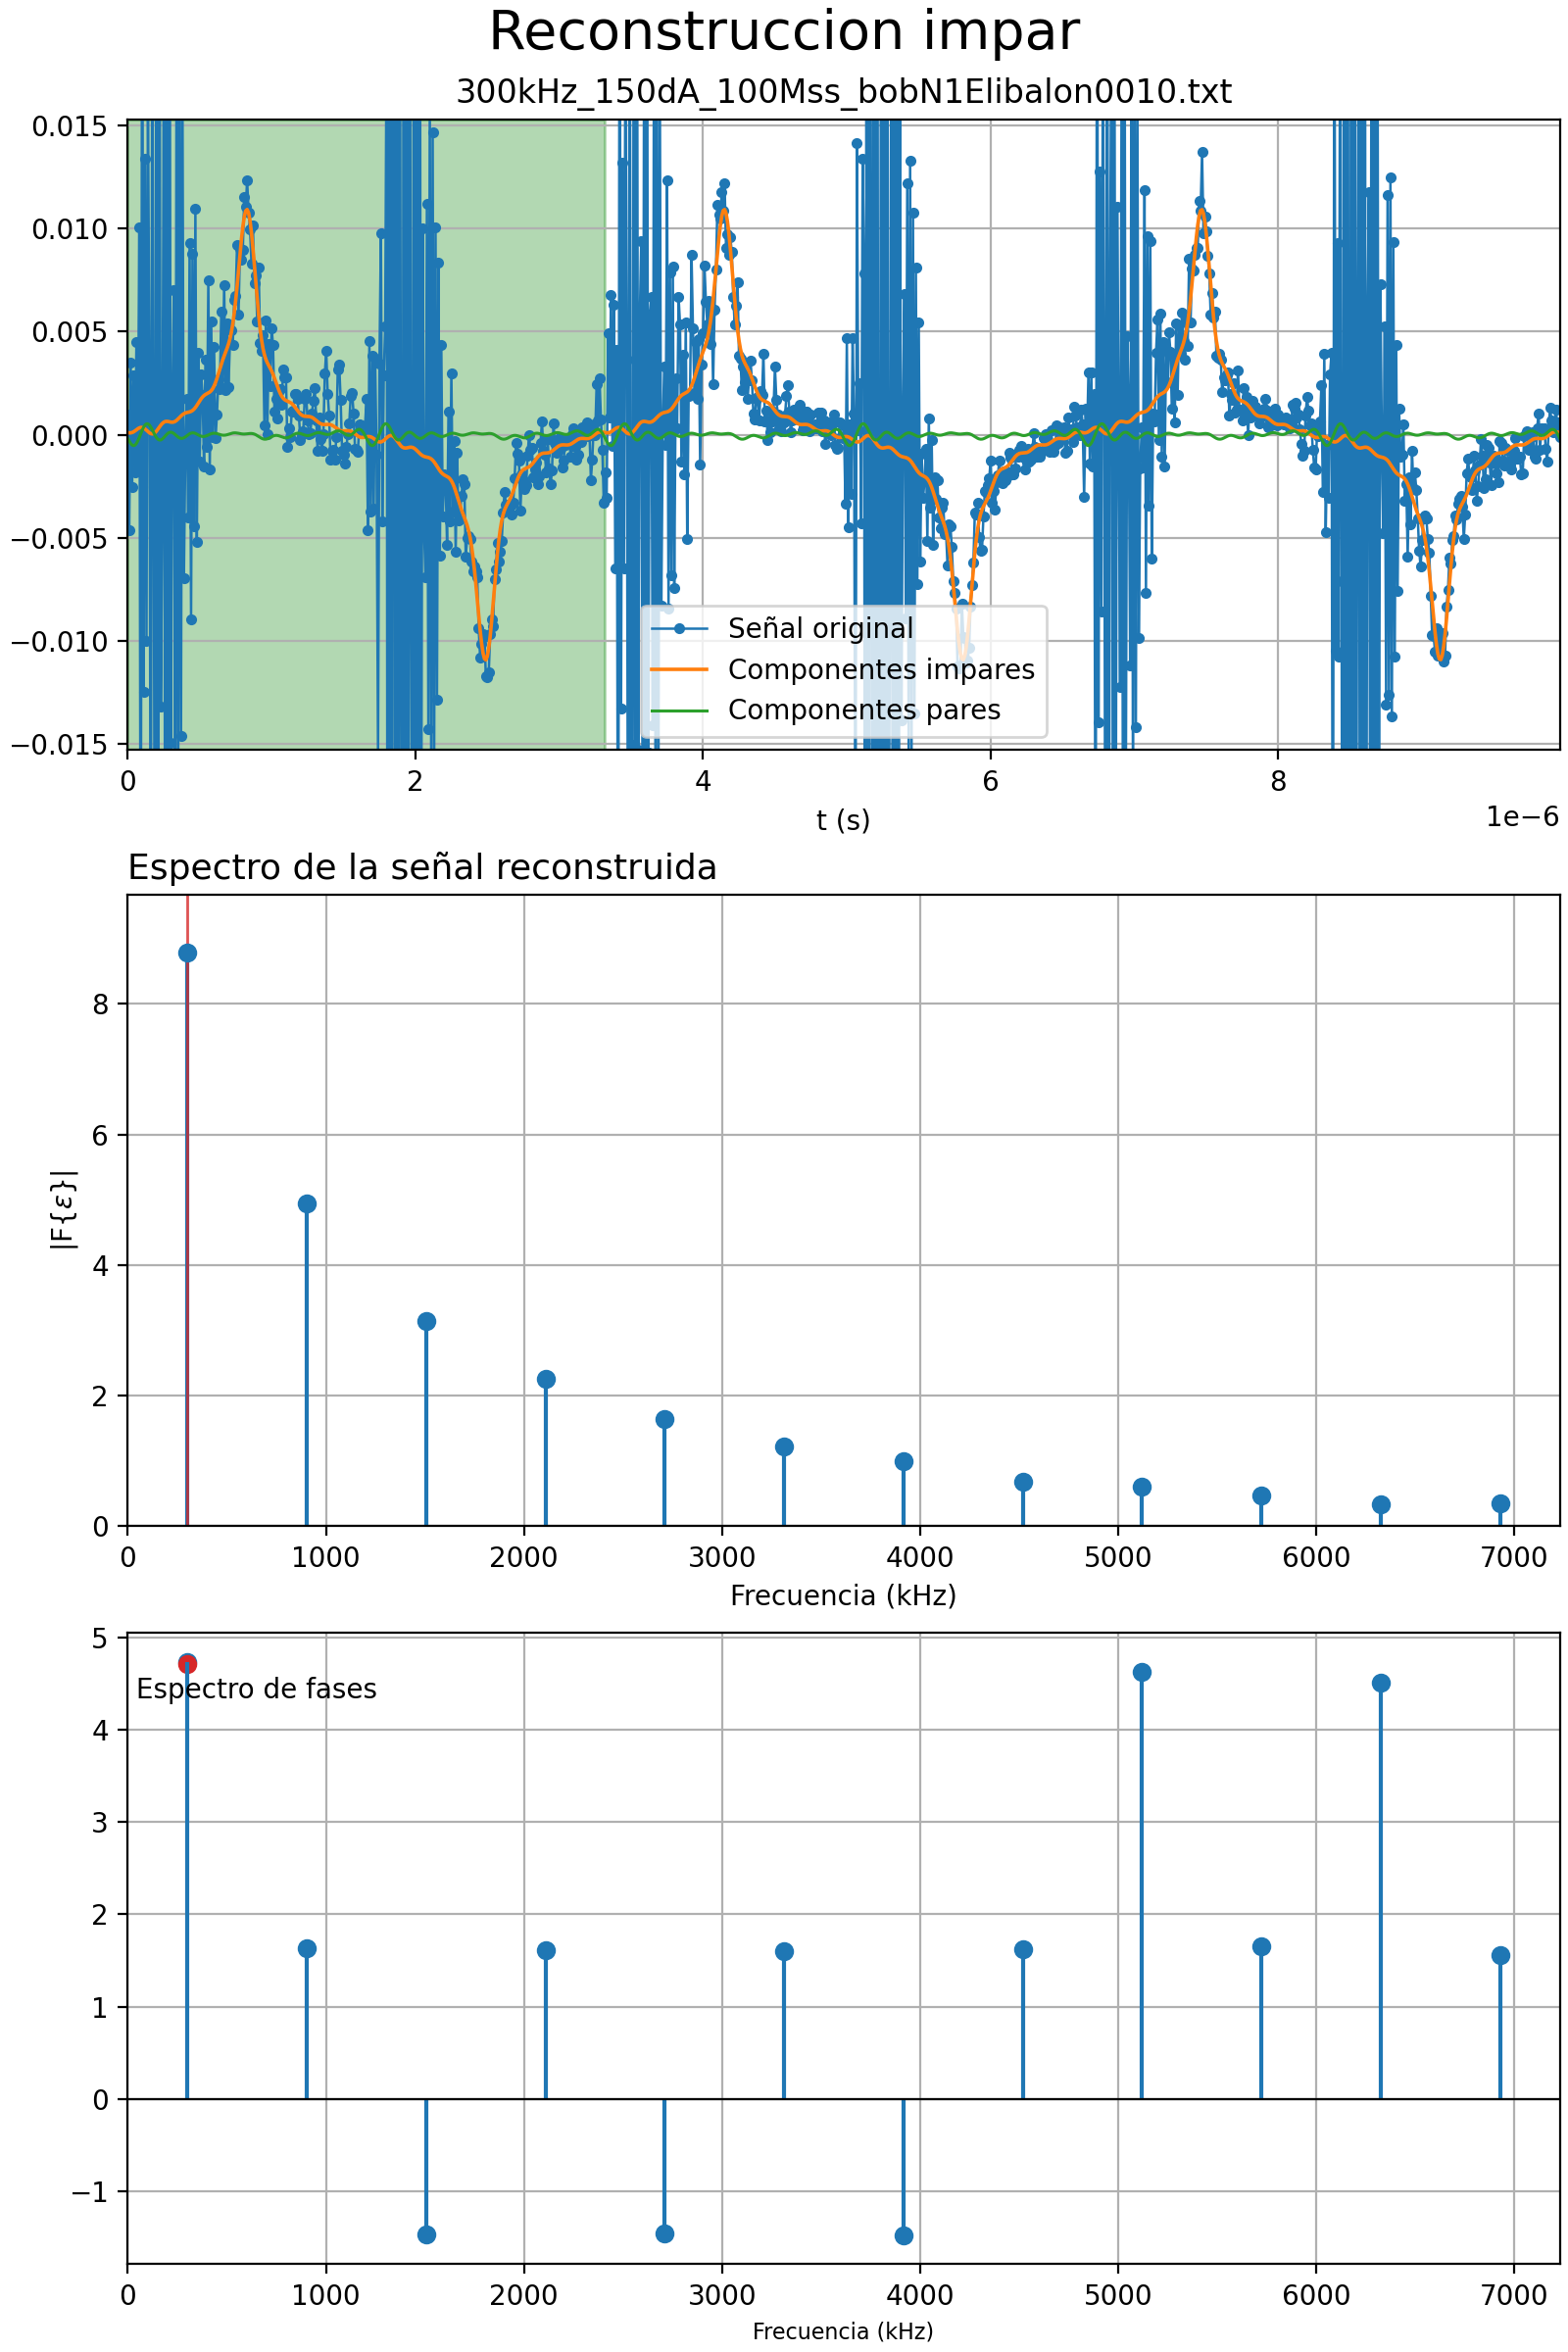 Reconstruccion impar
300kHz_150dA_100Mss_bobN1Elibalon0010.txt
0.015
0.010
0.005
0.000
−0.005
−0.010
−0.015
Señal original
Componentes impares
Componentes pares
0 2 4 6 8
1e−6
t (s)
Espectro de la señal reconstruida
8
6
4
2
0
|F{ε}|
0 1000 2000 3000 4000 5000 6000 7000
Frecuencia (kHz)
5
4
3
2
1
0
−1
Espectro de fases
0 1000 2000 3000 4000 5000 6000 7000
Frecuencia (kHz)